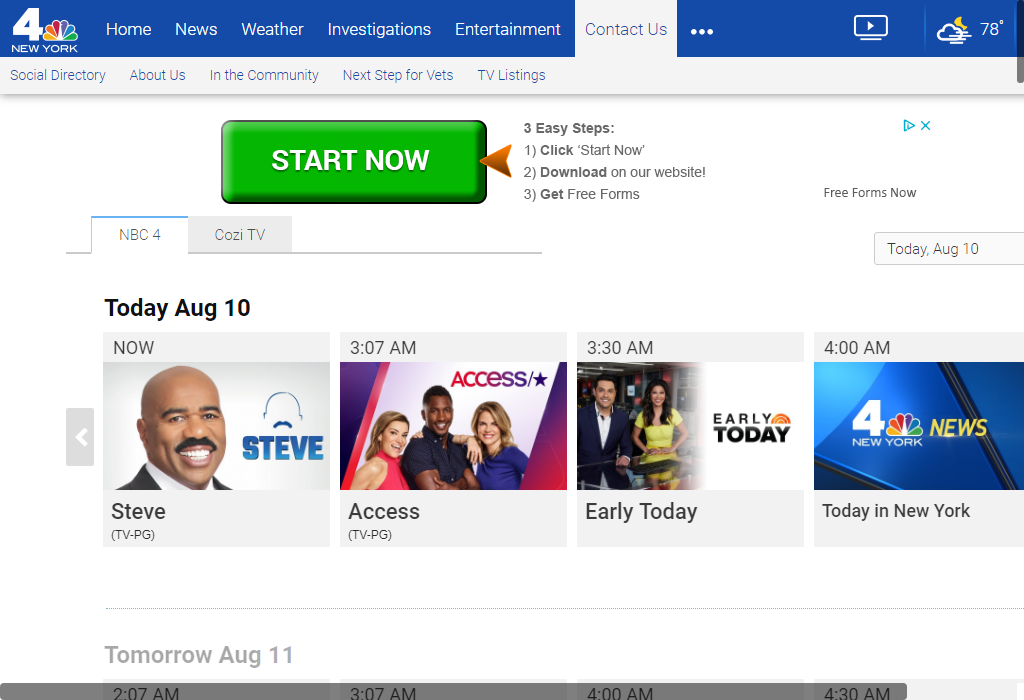 4
NEW YORK
Home News Weather Investigations Entertainment Contact Us •••
78°
Social Directory About Us In the Community Next Step for Vets TV Listings
START NOW
3 Easy Steps:
1) Click ‘Start Now’
2) Download on our website!
3) Get Free Forms
Free Forms Now
NBC 4 Cozi TV
Today, Aug 10
Today Aug 10
NOW 3:07 AM 3:30 AM 4:00 AM
STEVE
ACCESS/★
EARLY
TODAY
4 NEWS
NEW YORK
Steve Access Early Today Today in New York
(TV-PG) (TV-PG)
Tomorrow Aug 11
2:07 AM 3:07 AM 4:00 AM 4:30 AM